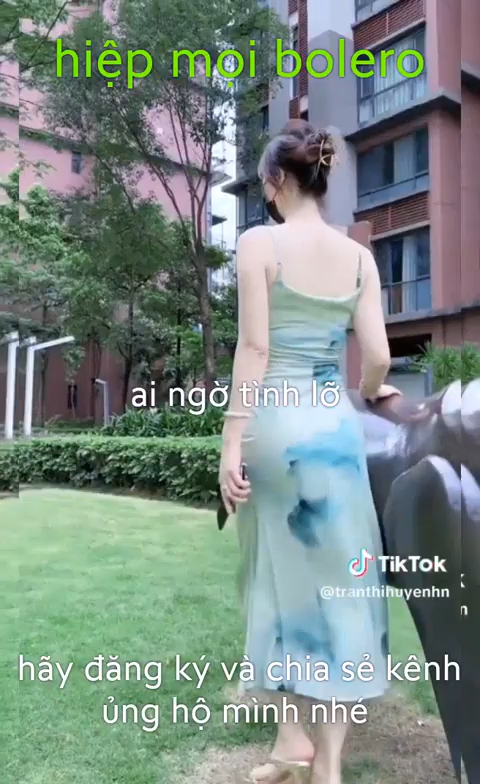 hiệp mọi bolero
ai ngờ tình lỡ
TikTok
@tranthihuyenhn
hãy đăng ký và chia sẻ kênh
ủng hộ mình nhé